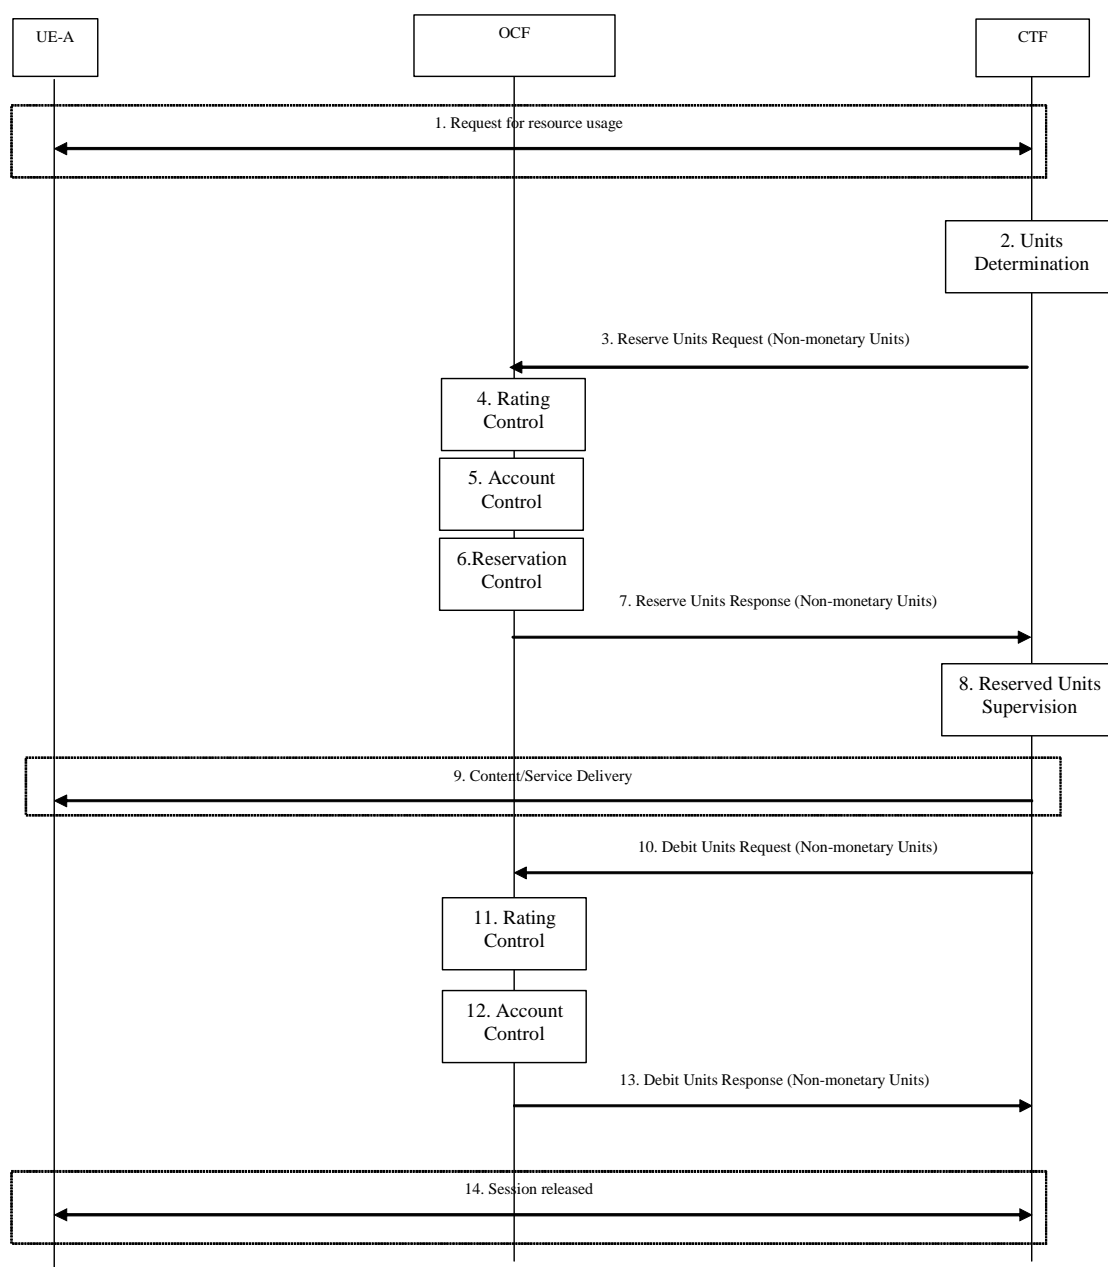 UE-A
OCF
CTF
1. Request for resource usage
2. Units
Determination
3. Reserve Units Request (Non-monetary Units)
4. Rating
Control
5. Account
Control
6.Reservation
Control
7. Reserve Units Response (Non-monetary Units)
8. Reserved Units
Supervision
9. Content/Service Delivery
10. Debit Units Request (Non-monetary Units)
11. Rating
Control
12. Account
Control
13. Debit Units Response (Non-monetary Units)
14. Session released